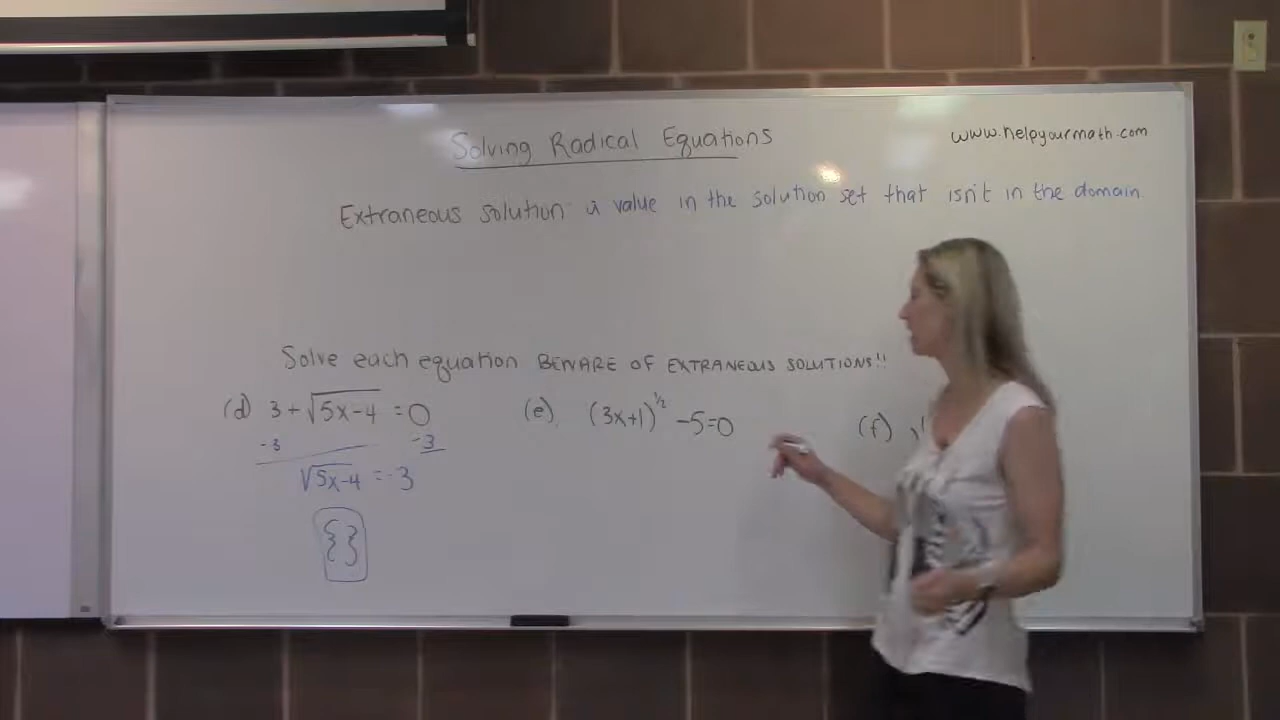 Solving Radical Equations
www.helpyourmath.com
Extraneous solution: a value in the solution set that isn't in the domain.
Solve each equation BEWARE OF EXTRANEOUS SOLUTIONS!!
(d) 3 + √5x-4 = 0
-3 -3
√5x-4 = -3
{ }
(e). (3x+1)^1/2 -5=0
(f)